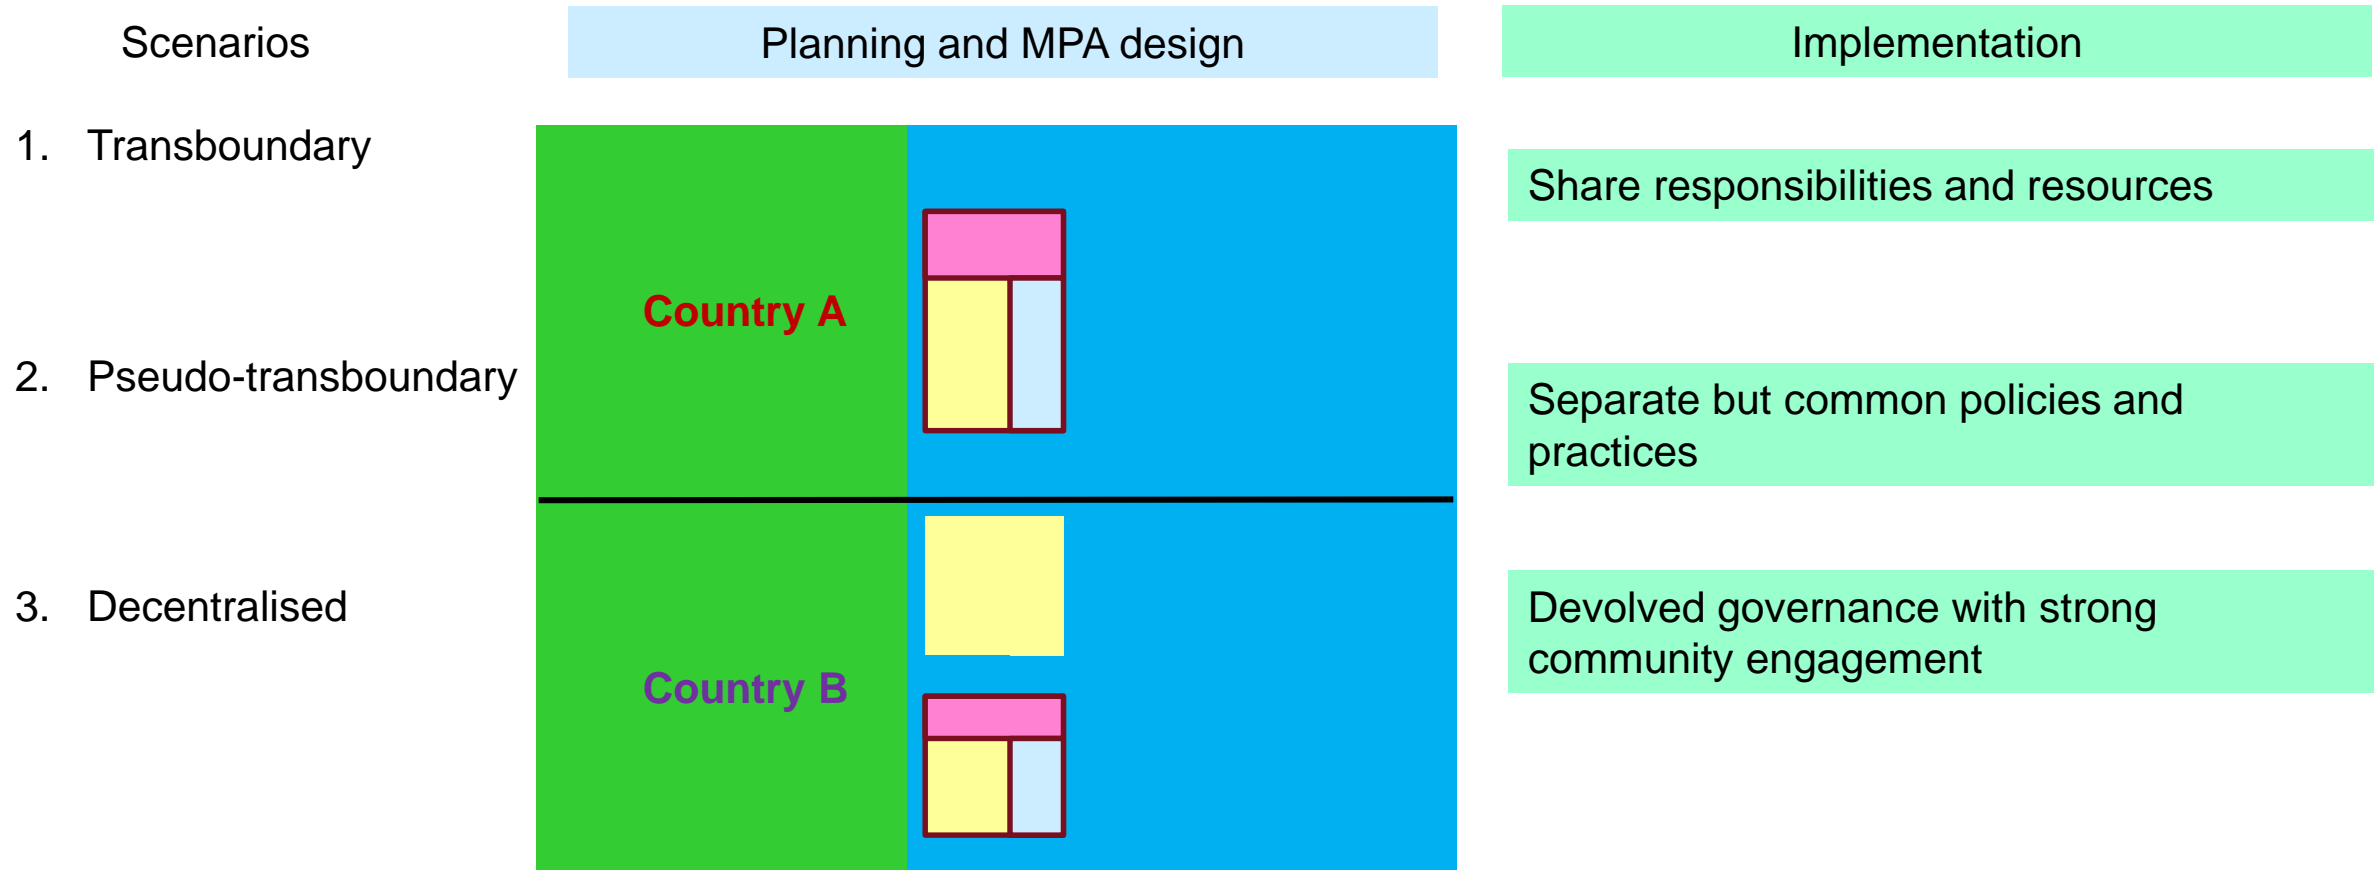 Scenarios
Planning and MPA design
Implementation
1. Transboundary
Share responsibilities and resources
Country A
2. Pseudo-transboundary
Separate but common policies and
practices
3. Decentralised
Devolved governance with strong
community engagement
Country B